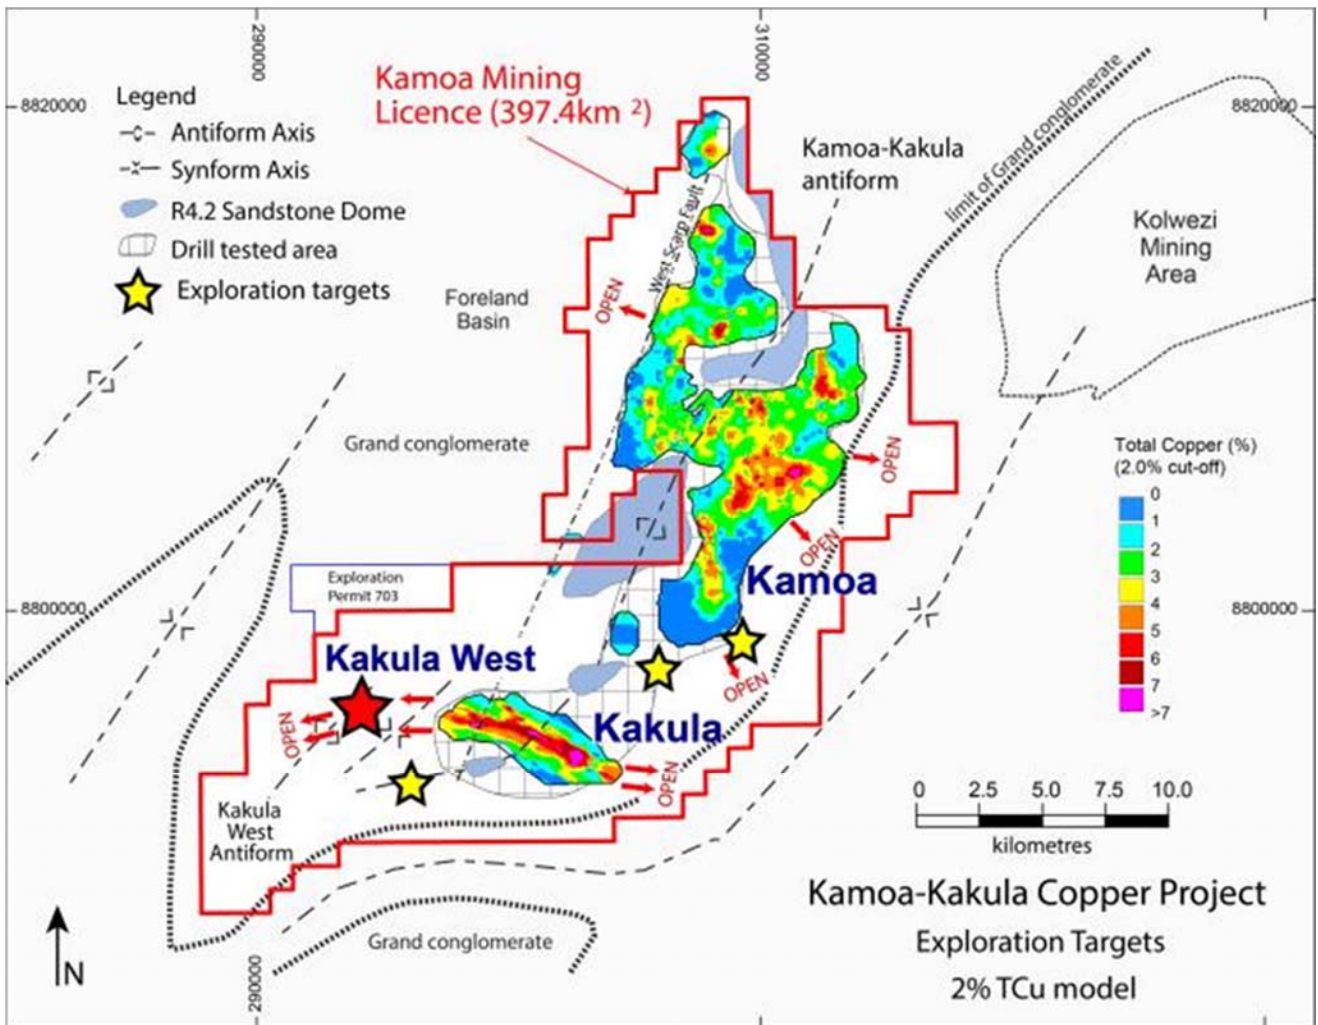 290000
310000
8820000
8820000
Legend
Antiform Axis
Synform Axis
R4.2 Sandstone Dome
Drill tested area
Exploration targets
Kamoa Mining
Licence (397.4km 2)
Kamoa-Kakula
antiform
limit of Grand conglomerate
Kolwezi
Mining
Area
West Scarp Fault
OPEN
Foreland
Basin
Grand conglomerate
OPEN
OPEN
Total Copper (%)
(2.0% cut-off)
0
1
2
3
4
5
6
7
>7
Exploration
Permit 703
Kamoa
8800000
8800000
Kakula West
OPEN
OPEN
Kakula
OPEN
Kakula
West
Antiform
0 2.5 5.0 7.5 10.0
kilometres
Kamoa-Kakula Copper Project
Exploration Targets
2% TCu model
Grand conglomerate
N
290000